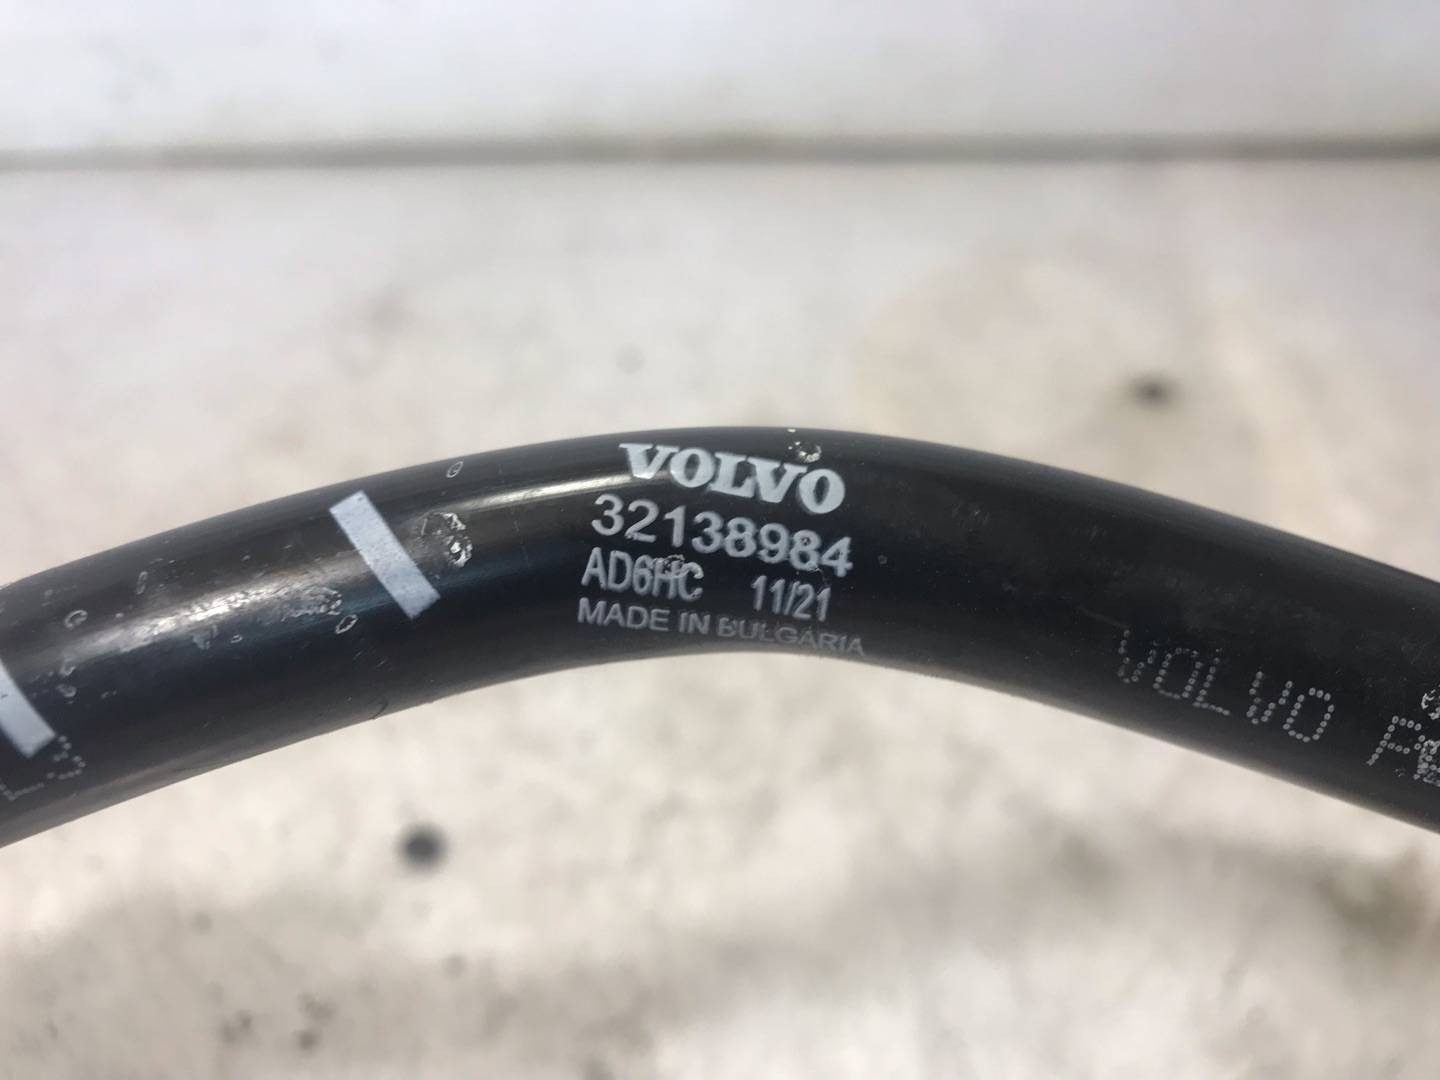 VOLVO
32138984
AD6HC 11/21
MADE IN BULGARIA
VOLVO